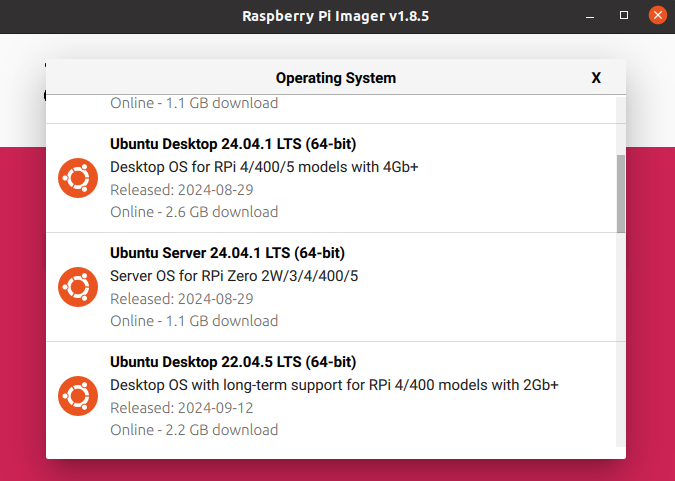 Raspberry Pi Imager v1.8.5
Operating System
X
Online - 1.1 GB download
Ubuntu Desktop 24.04.1 LTS (64-bit)
Desktop OS for RPi 4/400/5 models with 4Gb+
Released: 2024-08-29
Online - 2.6 GB download
Ubuntu Server 24.04.1 LTS (64-bit)
Server OS for RPi Zero 2W/3/4/400/5
Released: 2024-08-29
Online - 1.1 GB download
Ubuntu Desktop 22.04.5 LTS (64-bit)
Desktop OS with long-term support for RPi 4/400 models with 2Gb+
Released: 2024-09-12
Online - 2.2 GB download